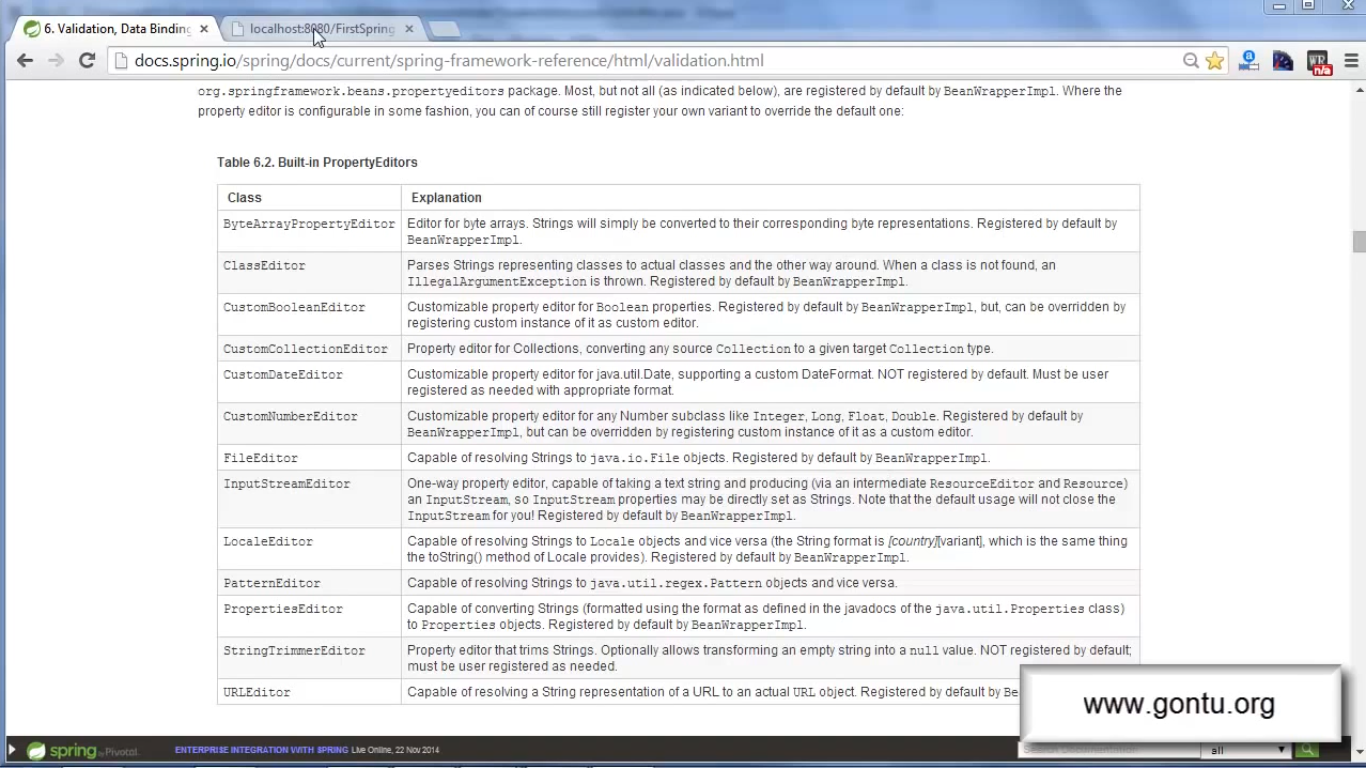 6. Validation, Data Binding
localhost:8080/FirstSpring
docs.spring.io/spring/docs/current/spring-framework-reference/html/validation.html
n/a
org.springframework.beans.propertyeditors package. Most, but not all (as indicated below), are registered by default by BeanWrapperImpl. Where the
property editor is configurable in some fashion, you can of course still register your own variant to override the default one:
Table 6.2. Built-in PropertyEditors
Class Explanation
ByteArrayPropertyEditor Editor for byte arrays. Strings will simply be converted to their corresponding byte representations. Registered by default by
BeanWrapperImpl.
ClassEditor Parses Strings representing classes to actual classes and the other way around. When a class is not found, an
IllegalArgumentException is thrown. Registered by default by BeanWrapperImpl.
CustomBooleanEditor Customizable property editor for Boolean properties. Registered by default by BeanWrapperImpl, but, can be overridden by
registering custom instance of it as custom editor.
CustomCollectionEditor Property editor for Collections, converting any source Collection to a given target Collection type.
CustomDateEditor Customizable property editor for java.util.Date, supporting a custom DateFormat. NOT registered by default. Must be user
registered as needed with appropriate format.
CustomNumberEditor Customizable property editor for any Number subclass like Integer, Long, Float, Double. Registered by default by
BeanWrapperImpl, but can be overridden by registering custom instance of it as a custom editor.
FileEditor Capable of resolving Strings to java.io.File objects. Registered by default by BeanWrapperImpl.
InputStreamEditor One-way property editor, capable of taking a text string and producing (via an intermediate ResourceEditor and Resource)
an InputStream, so InputStream properties may be directly set as Strings. Note that the default usage will not close the
InputStream for you! Registered by default by BeanWrapperImpl.
LocaleEditor Capable of resolving Strings to Locale objects and vice versa (the String format is [country][variant], which is the same thing
the toString() method of Locale provides). Registered by default by BeanWrapperImpl.
PatternEditor Capable of resolving Strings to java.util.regex.Pattern objects and vice versa.
PropertiesEditor Capable of converting Strings (formatted using the format as defined in the javadocs of the java.util.Properties class)
to Properties objects. Registered by default by BeanWrapperImpl.
StringTrimmerEditor Property editor that trims Strings. Optionally allows transforming an empty string into a null value. NOT registered by default;
must be user registered as needed.
URLEditor Capable of resolving a String representation of a URL to an actual URL object. Registered by default by Be
www.gontu.org
spring by Pivotal. ENTERPRISE INTEGRATION WITH SPRING Live Online, 22 Nov 2014 Search Documentation all